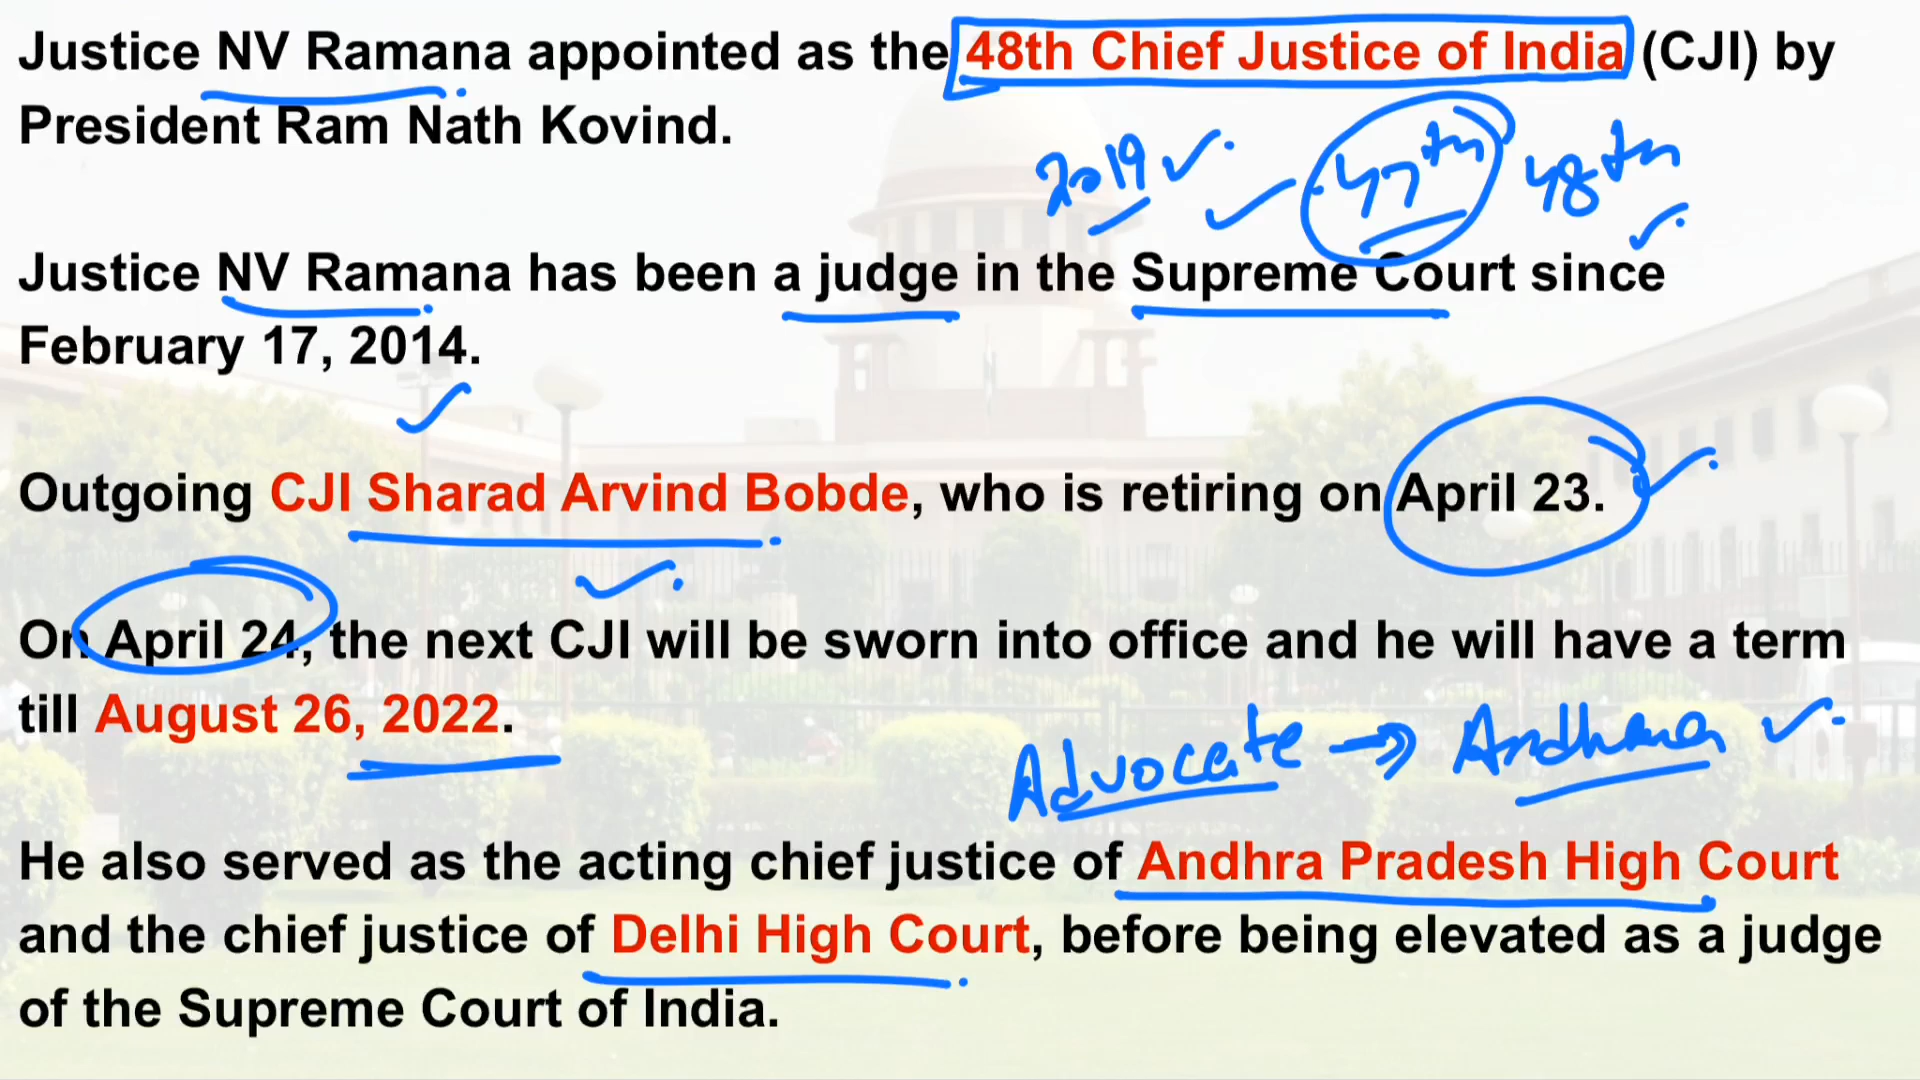 Justice NV Ramana appointed as the 48th Chief Justice of India (CJI) by
President Ram Nath Kovind.
2019 47th 48th
Justice NV Ramana has been a judge in the Supreme Court since
February 17, 2014.
Outgoing CJI Sharad Arvind Bobde, who is retiring on April 23.
On April 24, the next CJI will be sworn into office and he will have a term
till August 26, 2022.
Advocate → Andhra
He also served as the acting chief justice of Andhra Pradesh High Court
and the chief justice of Delhi High Court, before being elevated as a judge
of the Supreme Court of India.